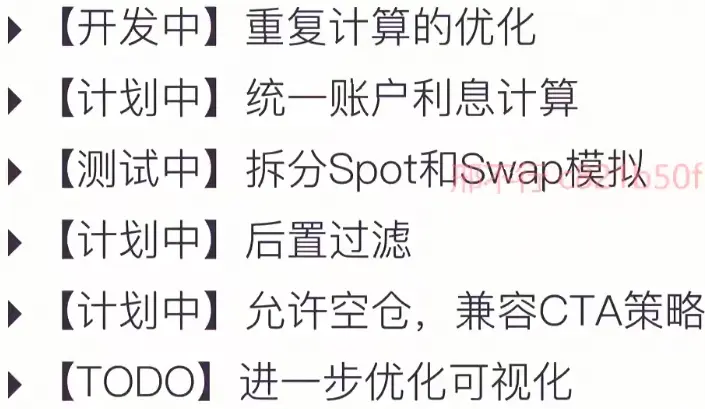 【开发中】重复计算的优化
【计划中】统一账户利息计算
【测试中】拆分Spot和Swap模拟
【计划中】后置过滤
【计划中】允许空仓，兼容CTA策略
【TODO】进一步优化可视化